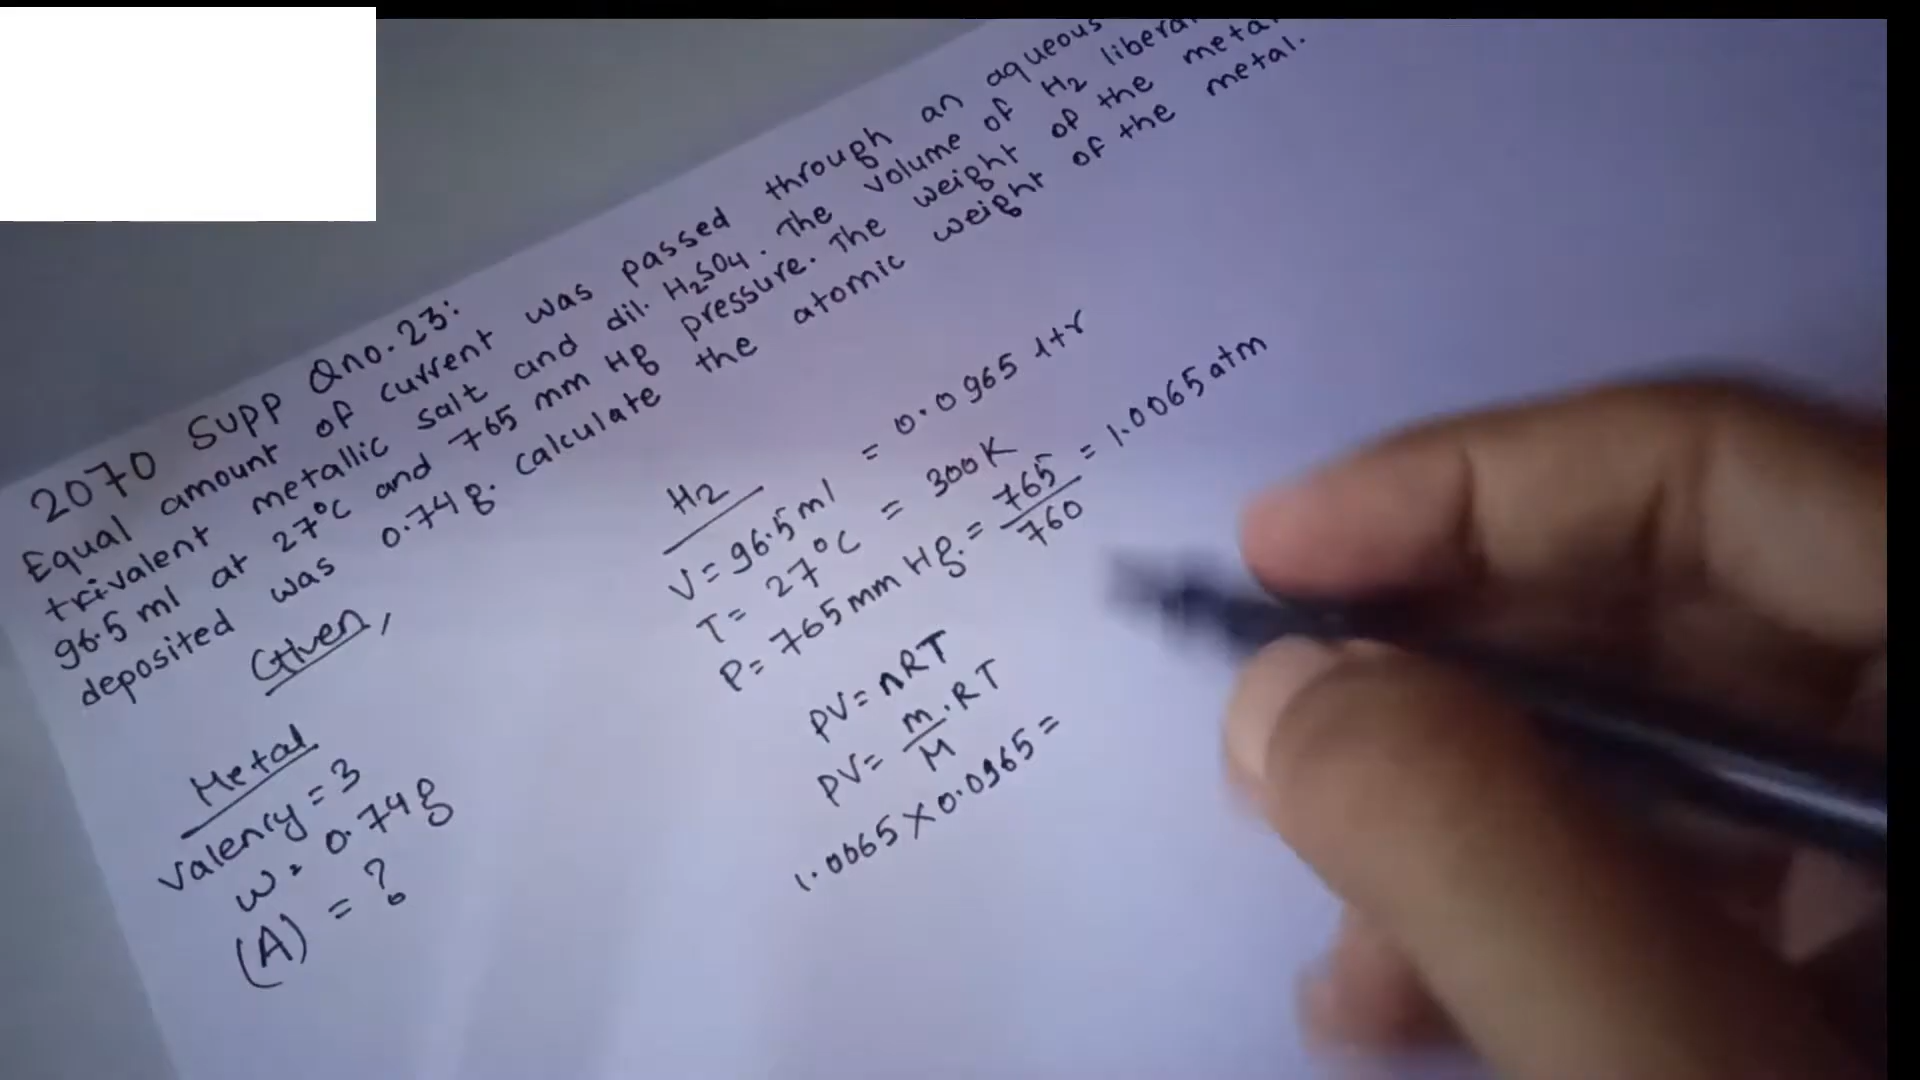 2070 Supp Qno.23:
Equal amount of current was passed through an aqueous
trivalent metallic salt and dil. H2SO4. The volume of H2
96.5 ml at 27°C and 765 mm Hg pressure. The weight of the
deposited was 0.74 g. calculate the atomic weight of the metal.
Given,
Metal
Valency = 3
w = 0.74 g
(A) = ?
H2
V = 96.5 ml = 0.0965 ltr
T = 27°C = 300K
P = 765 mm Hg. = 765/760 = 1.0065 atm
PV = nRT
PV = m/M . RT
1.0065 × 0.0965 =